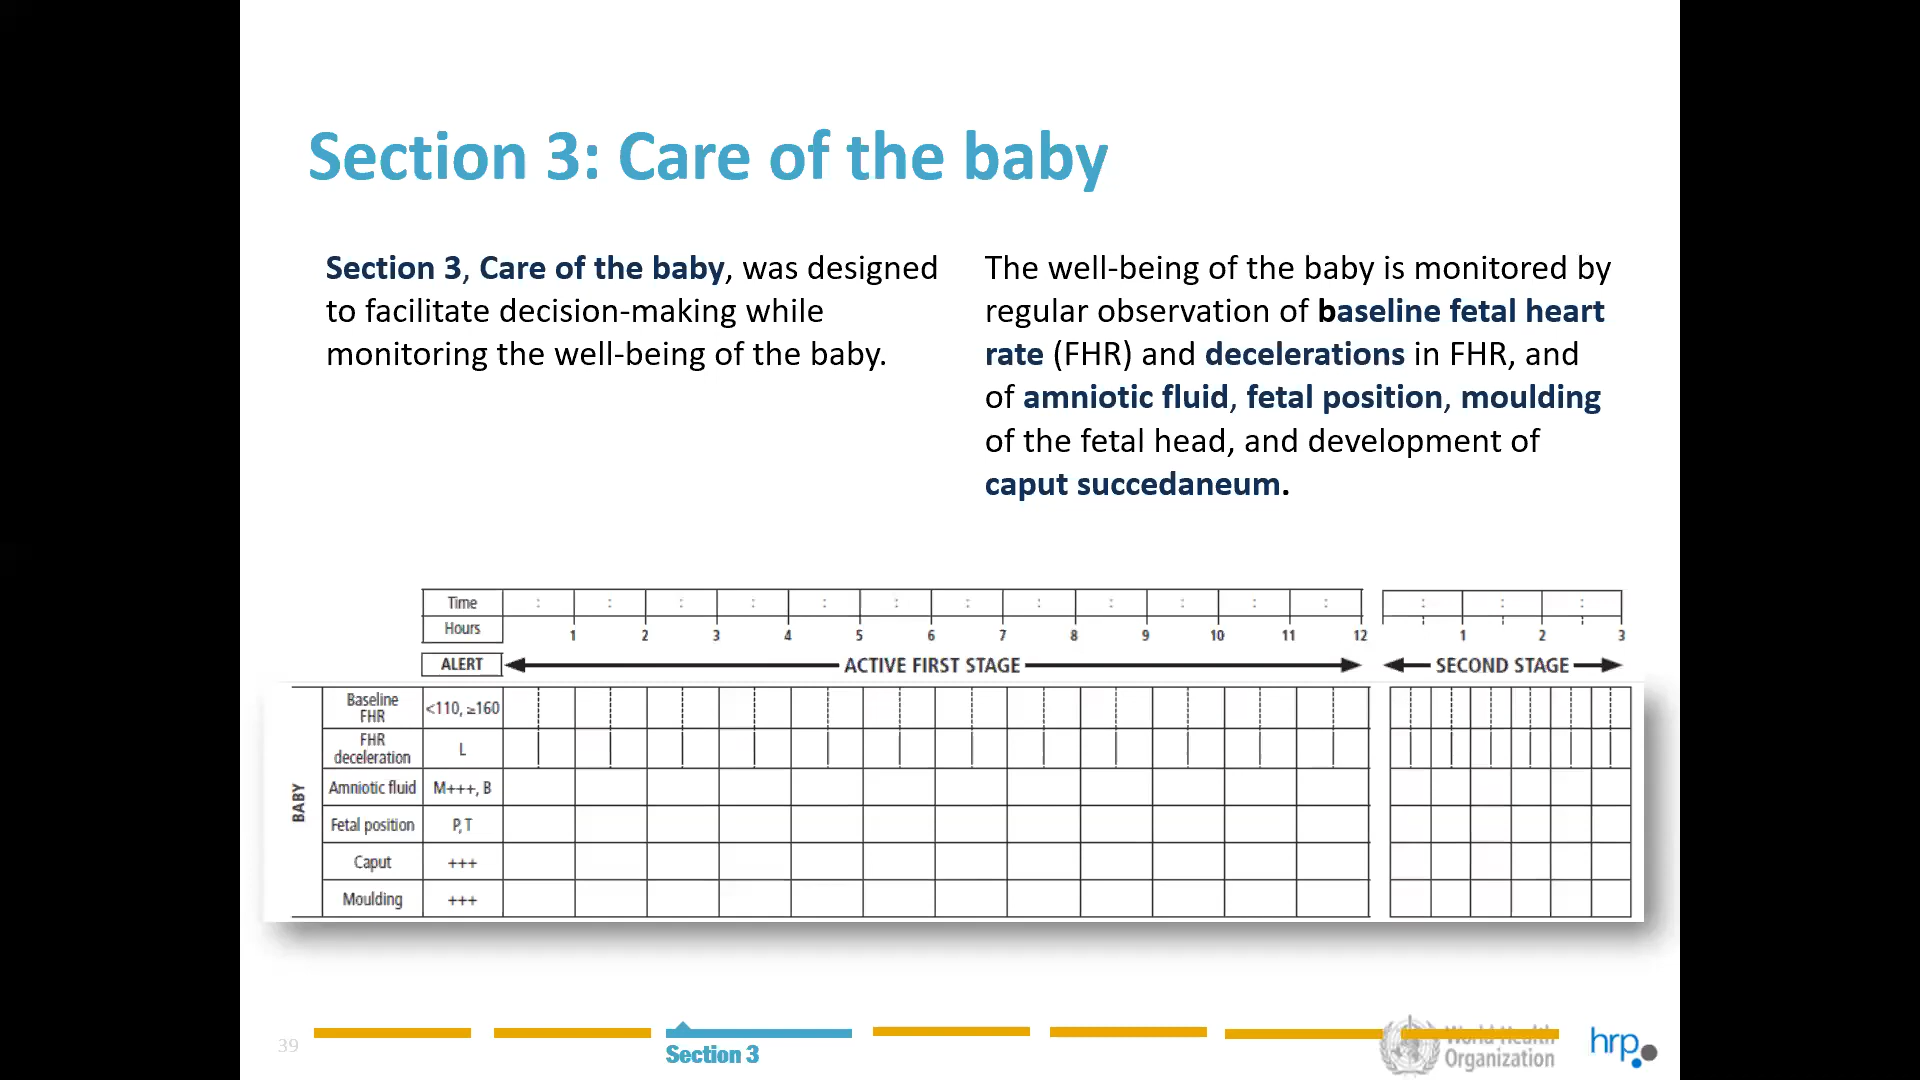 Section 3: Care of the baby
Section 3, Care of the baby, was designed
to facilitate decision-making while
monitoring the well-being of the baby.
The well-being of the baby is monitored by
regular observation of baseline fetal heart
rate (FHR) and decelerations in FHR, and
of amniotic fluid, fetal position, moulding
of the fetal head, and development of
caput succedaneum.
Time : : : : : : : : : : : : : : :
Hours 1 2 3 4 5 6 7 8 9 10 11 12 1 2 3
ALERT ACTIVE FIRST STAGE SECOND STAGE
BABY
Baseline
FHR
<110, ≥160
FHR
deceleration
L
Amniotic fluid M+++, B
Fetal position P, T
Caput +++
Moulding +++
39
Section 3
World Health
Organization
hrp